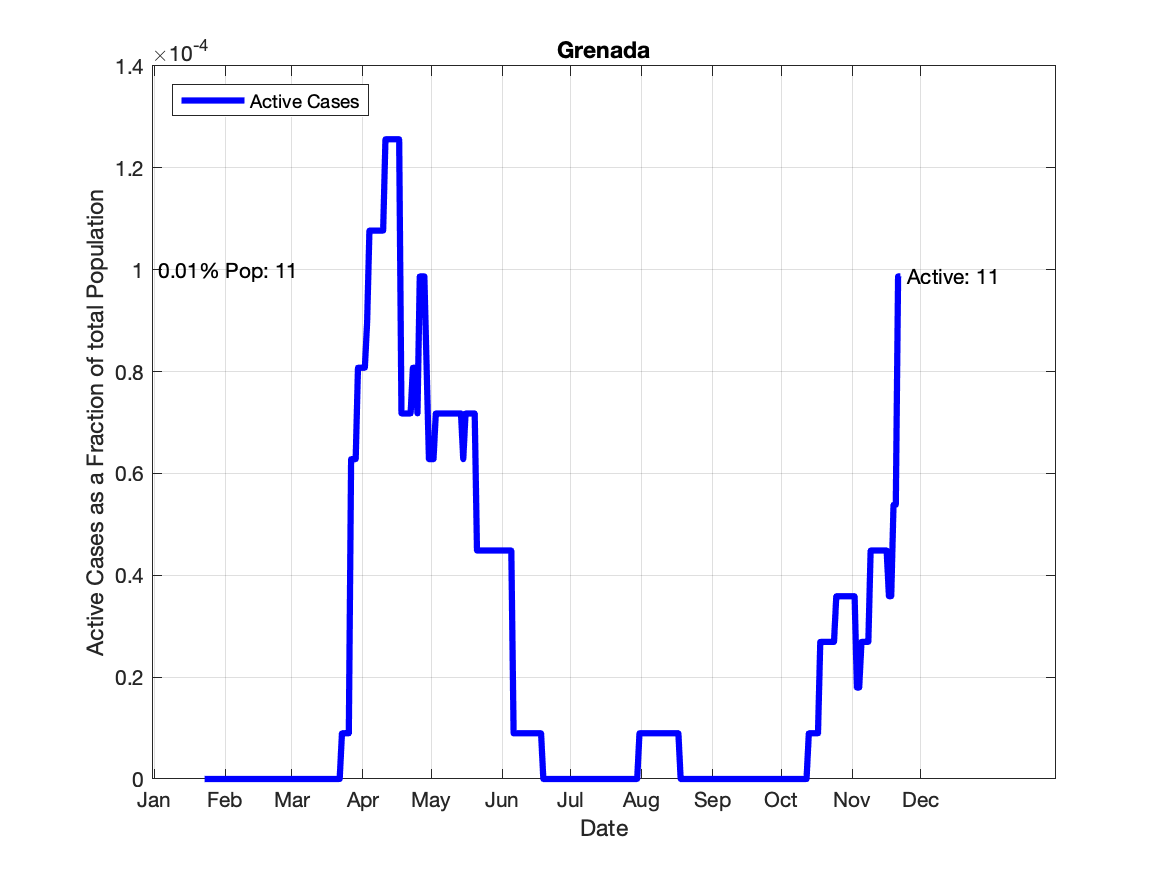 Grenada
×10-4
Active Cases
1.4
1.2
1
0.8
0.6
0.4
0.2
0
0.01% Pop: 11
Active: 11
Active Cases as a Fraction of total Population
Jan Feb Mar Apr May Jun Jul Aug Sep Oct Nov Dec
Date